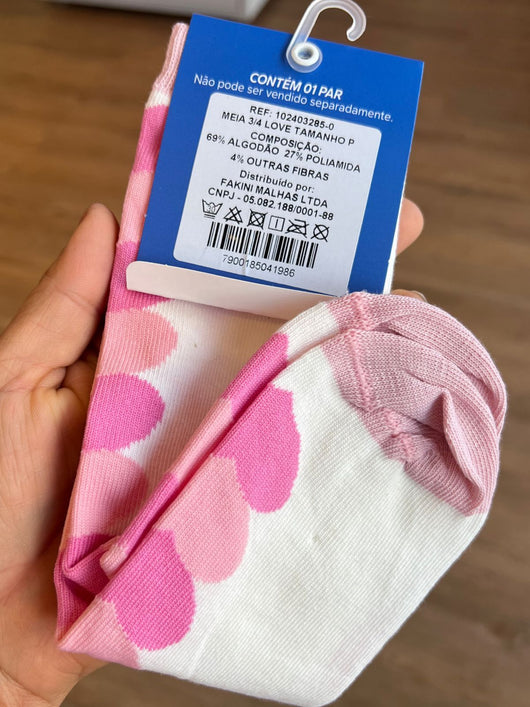 CONTÉM 01 PAR
Não pode ser vendido separadamente.
REF: 102403285-0
MEIA 3/4 LOVE TAMANHO P
COMPOSIÇÃO:
69% ALGODÃO 27% POLIAMIDA
4% OUTRAS FIBRAS
Distribuído por:
FAKINI MALHAS LTDA
CNPJ - 05.082.188/0001-88
7900185041986